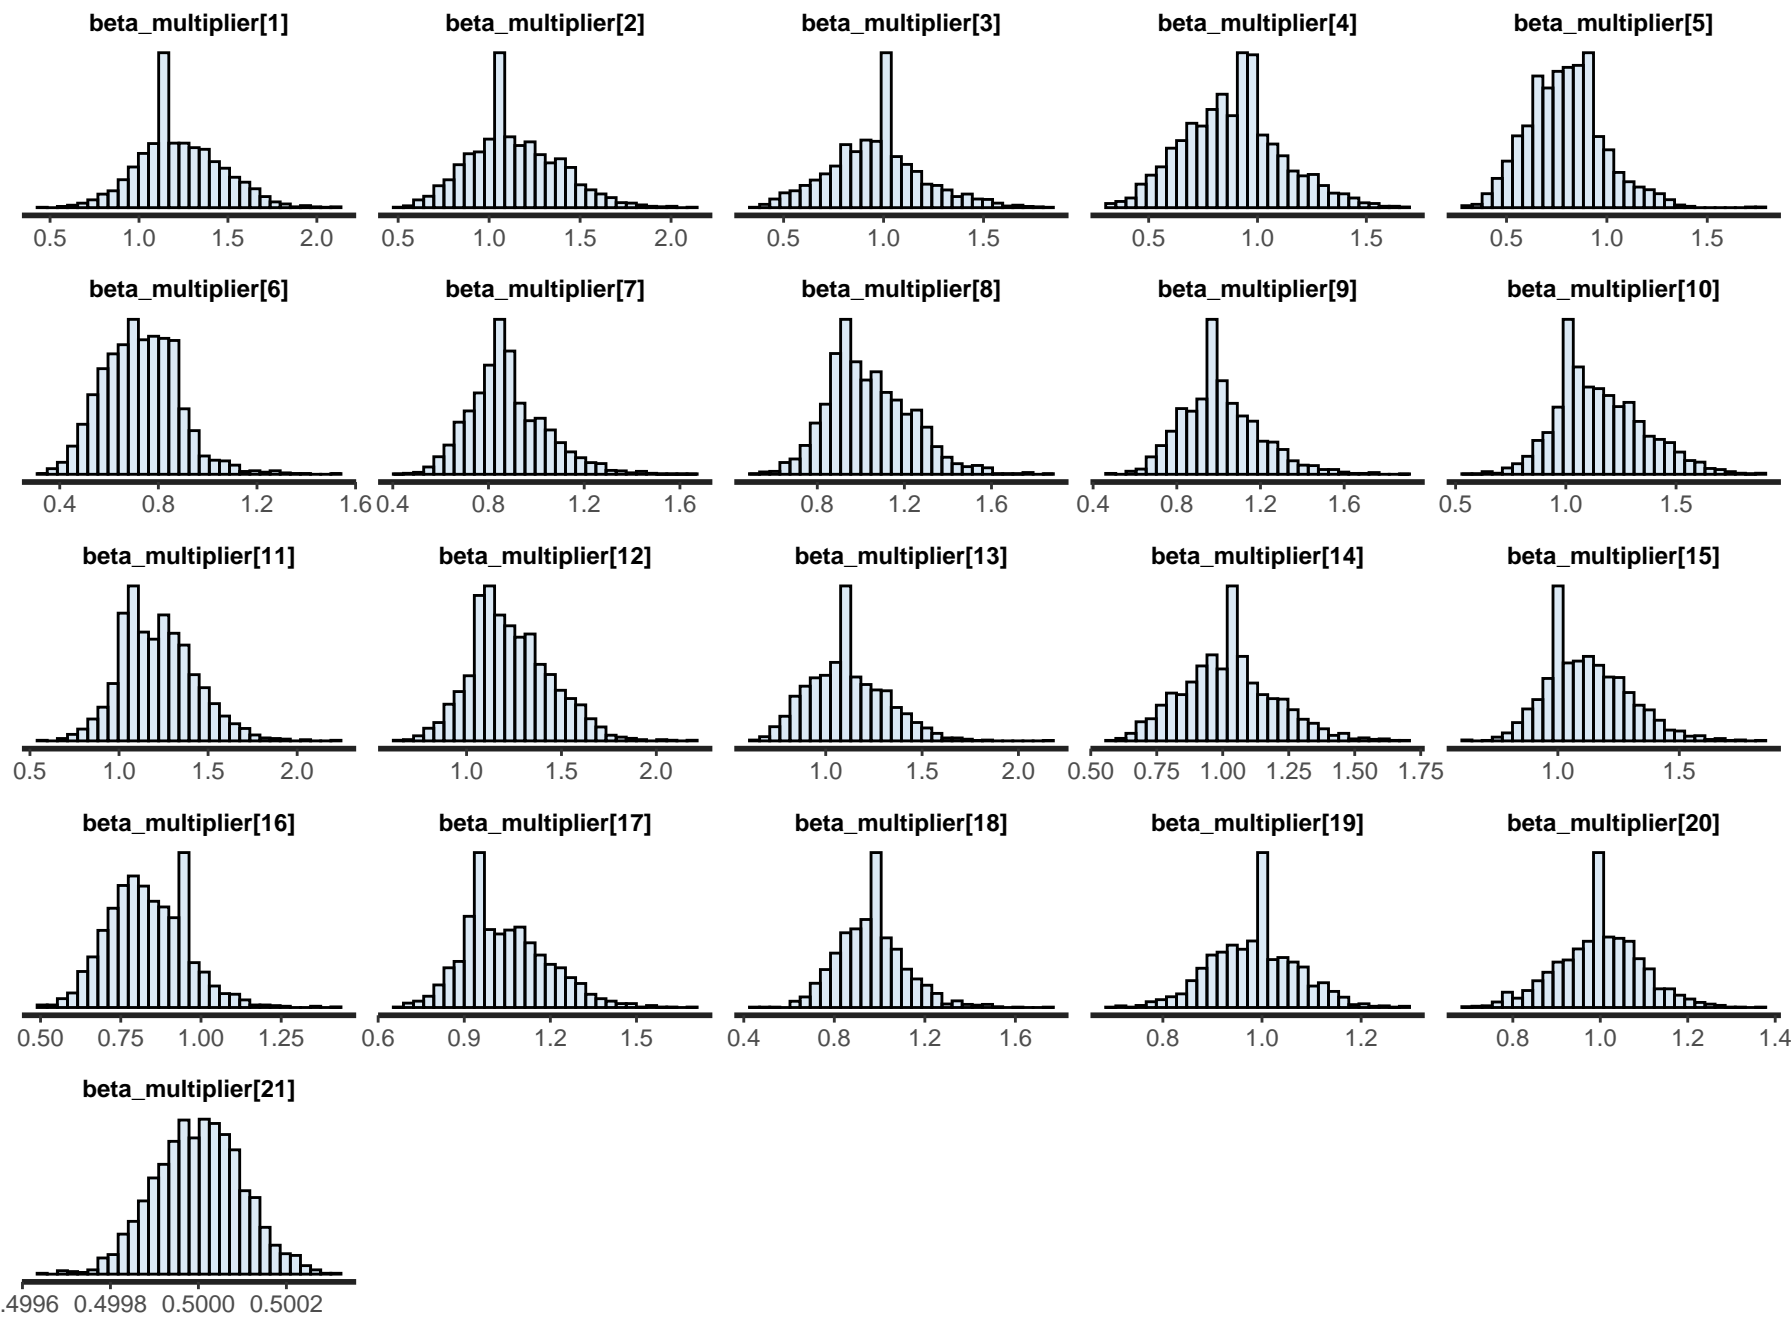 beta_multiplier[1] beta_multiplier[2] beta_multiplier[3] beta_multiplier[4] beta_multiplier[5]
0.5 1.0 1.5 2.0 0.5 1.0 1.5 2.0 0.5 1.0 1.5 0.5 1.0 1.5 0.5 1.0 1.5
beta_multiplier[6] beta_multiplier[7] beta_multiplier[8] beta_multiplier[9] beta_multiplier[10]
0.4 0.8 1.2 1.6 0.4 0.8 1.2 1.6 0.8 1.2 1.6 0.4 0.8 1.2 1.6 0.5 1.0 1.5
beta_multiplier[11] beta_multiplier[12] beta_multiplier[13] beta_multiplier[14] beta_multiplier[15]
0.5 1.0 1.5 2.0 1.0 1.5 2.0 1.0 1.5 2.0 0.50 0.75 1.00 1.25 1.50 1.75 1.0 1.5
beta_multiplier[16] beta_multiplier[17] beta_multiplier[18] beta_multiplier[19] beta_multiplier[20]
0.50 0.75 1.00 1.25 0.6 0.9 1.2 1.5 0.4 0.8 1.2 1.6 0.8 1.0 1.2 0.8 1.0 1.2 1.4
beta_multiplier[21]
.4996 0.4998 0.5000 0.5002